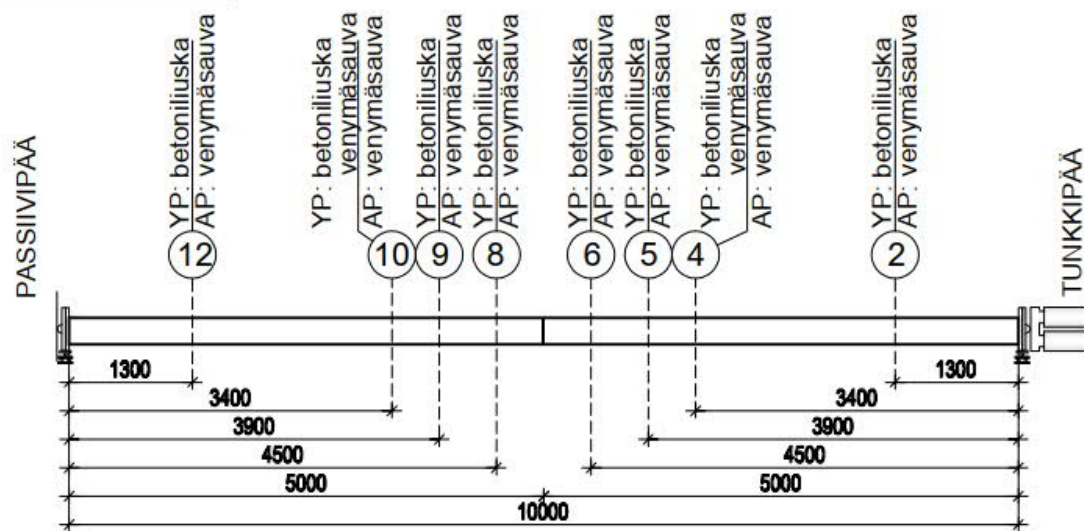 PASSIIVIPÄÄ
YP: betoniliuska
AP: venymäsauva
12
YP: betoniliuska
venymäsauva
AP: venymäsauva
10
YP: betoniliuska
AP: venymäsauva
9
YP: betoniliuska
AP: venymäsauva
8
YP: betoniliuska
AP: venymäsauva
6
YP: betoniliuska
AP: venymäsauva
5
YP: betoniliuska
venymäsauva
AP: venymäsauva
4
YP: betoniliuska
AP: venymäsauva
2
TUNKKIPÄÄ
1300
1300
3400
3400
3900
3900
4500
4500
5000
5000
10000